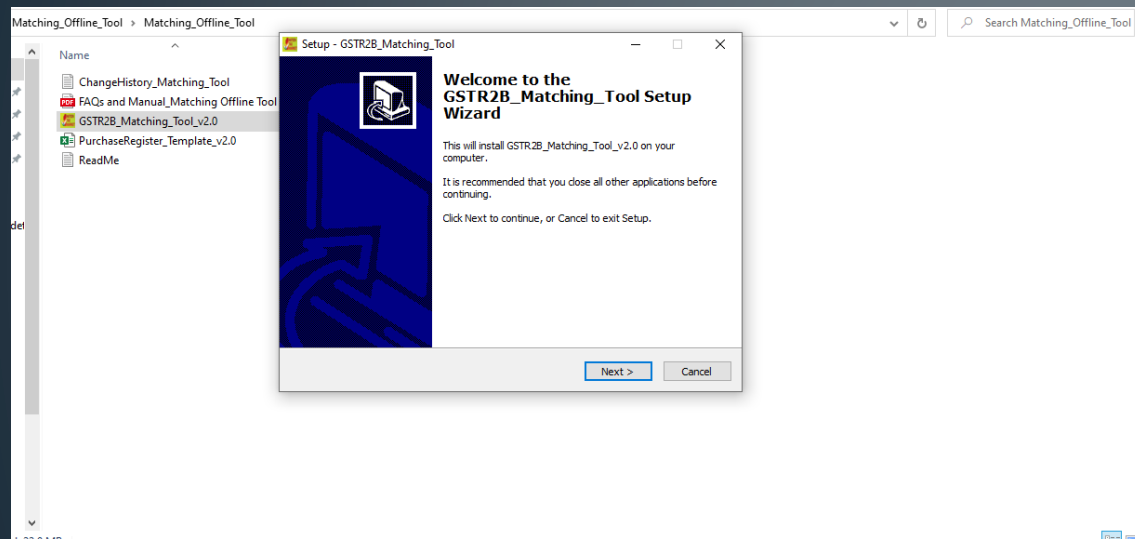 Matching_Offline_Tool > Matching_Offline_Tool
Search Matching_Offline_Tool
Name
ChangeHistory_Matching_Tool
FAQs and Manual_Matching Offline Tool
GSTR2B_Matching_Tool_v2.0
PurchaseRegister_Template_v2.0
ReadMe
Setup - GSTR2B_Matching_Tool
Welcome to the
GSTR2B_Matching_Tool Setup
Wizard
This will install GSTR2B_Matching_Tool_v2.0 on your
computer.
It is recommended that you close all other applications before
continuing.
Click Next to continue, or Cancel to exit Setup.
Next >
Cancel